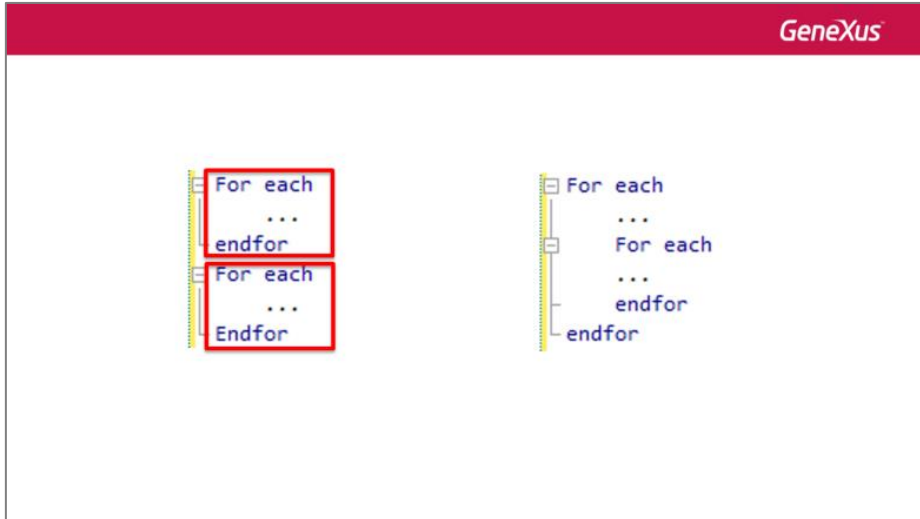 GeneXus
For each
...
endfor
For each
...
Endfor
For each
...
For each
...
endfor
endfor